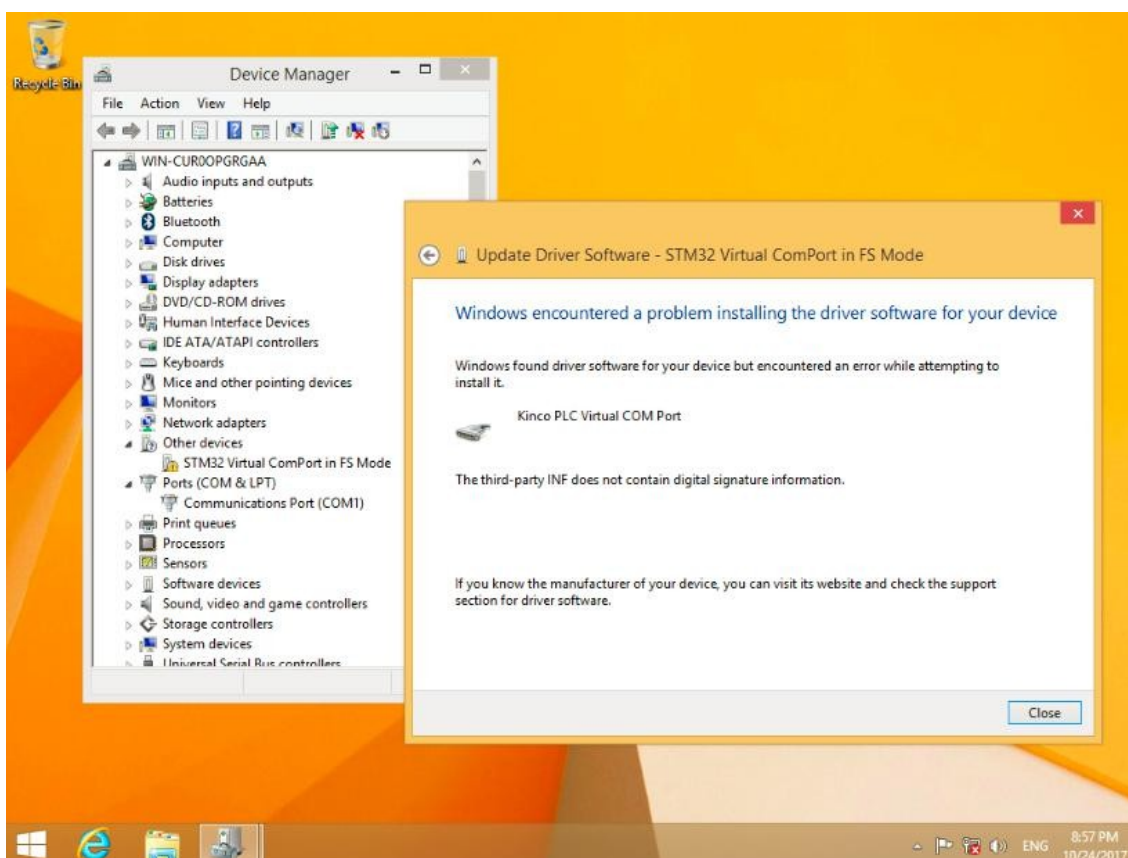 Recycle Bin
Device Manager
File Action View Help
WIN-CUR0OPGRGAA
Audio inputs and outputs
Batteries
Bluetooth
Computer
Disk drives
Display adapters
DVD/CD-ROM drives
Human Interface Devices
IDE ATA/ATAPI controllers
Keyboards
Mice and other pointing devices
Monitors
Network adapters
Other devices
STM32 Virtual ComPort in FS Mode
Ports (COM & LPT)
Communications Port (COM1)
Print queues
Processors
Sensors
Software devices
Sound, video and game controllers
Storage controllers
System devices
Universal Serial Bus controllers
Update Driver Software - STM32 Virtual ComPort in FS Mode
Windows encountered a problem installing the driver software for your device
Windows found driver software for your device but encountered an error while attempting to
install it.
Kinco PLC Virtual COM Port
The third-party INF does not contain digital signature information.
If you know the manufacturer of your device, you can visit its website and check the support
section for driver software.
Close
ENG
8:57 PM
10/24/2017